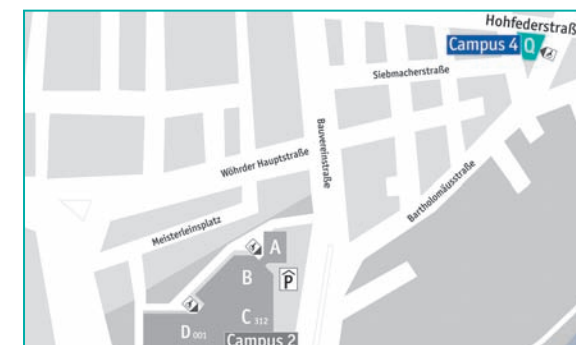 Hohfederstraß
Campus 4 Q
Siebmacherstraße
Bauvereinstraße
Wöhrder Hauptstraße
Bartholomäusstraße
Meisterleinsplatz
A
B
P
C 312
D 001
Campus 2